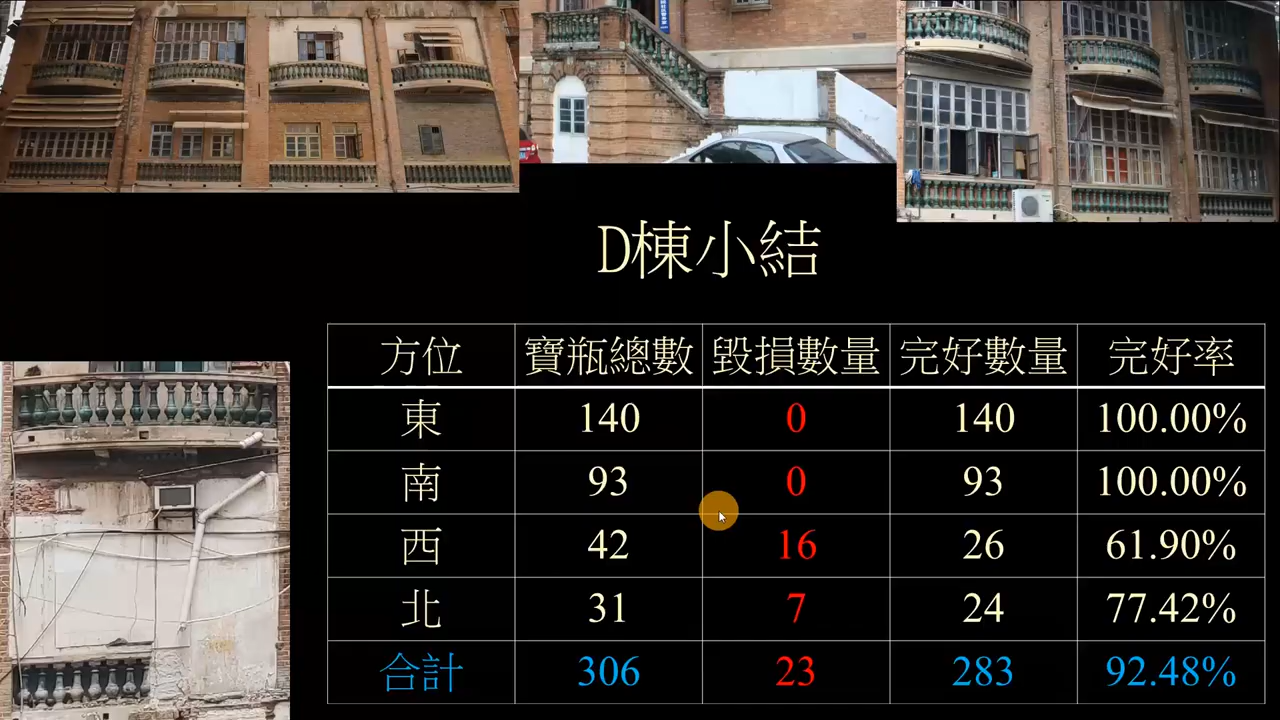 D棟小結
方位 寶瓶總數 毀損數量 完好數量 完好率
東 140 0 140 100.00%
南 93 0 93 100.00%
西 42 16 26 61.90%
北 31 7 24 77.42%
合計 306 23 283 92.48%